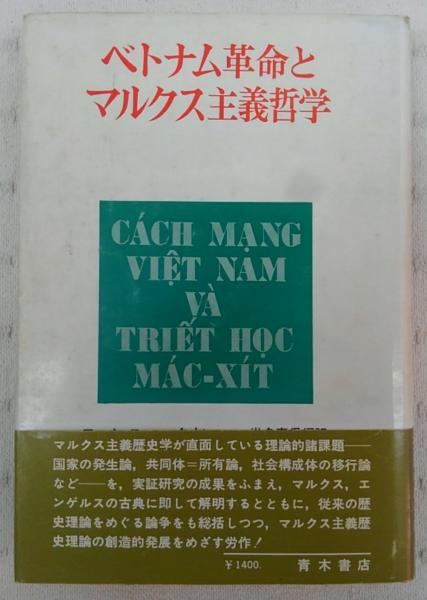 ベトナム革命と
マルクス主義哲学
CÁCH MẠNG
VIỆT NAM
VÀ
TRIẾT HỌC
MÁC-XÍT
マルクス主義歴史学が直面している理論的諸課題──
国家の発生論，共同体＝所有論，社会構成体の移行論
など──を，実証研究の成果をふまえ，マルクス，エ
ンゲルスの古典に即して解明するとともに，従来の歴
史理論をめぐる論争をも総括しつつ，マルクス主義歴
史理論の創造的発展をめざす労作！
￥1400. 青木書店